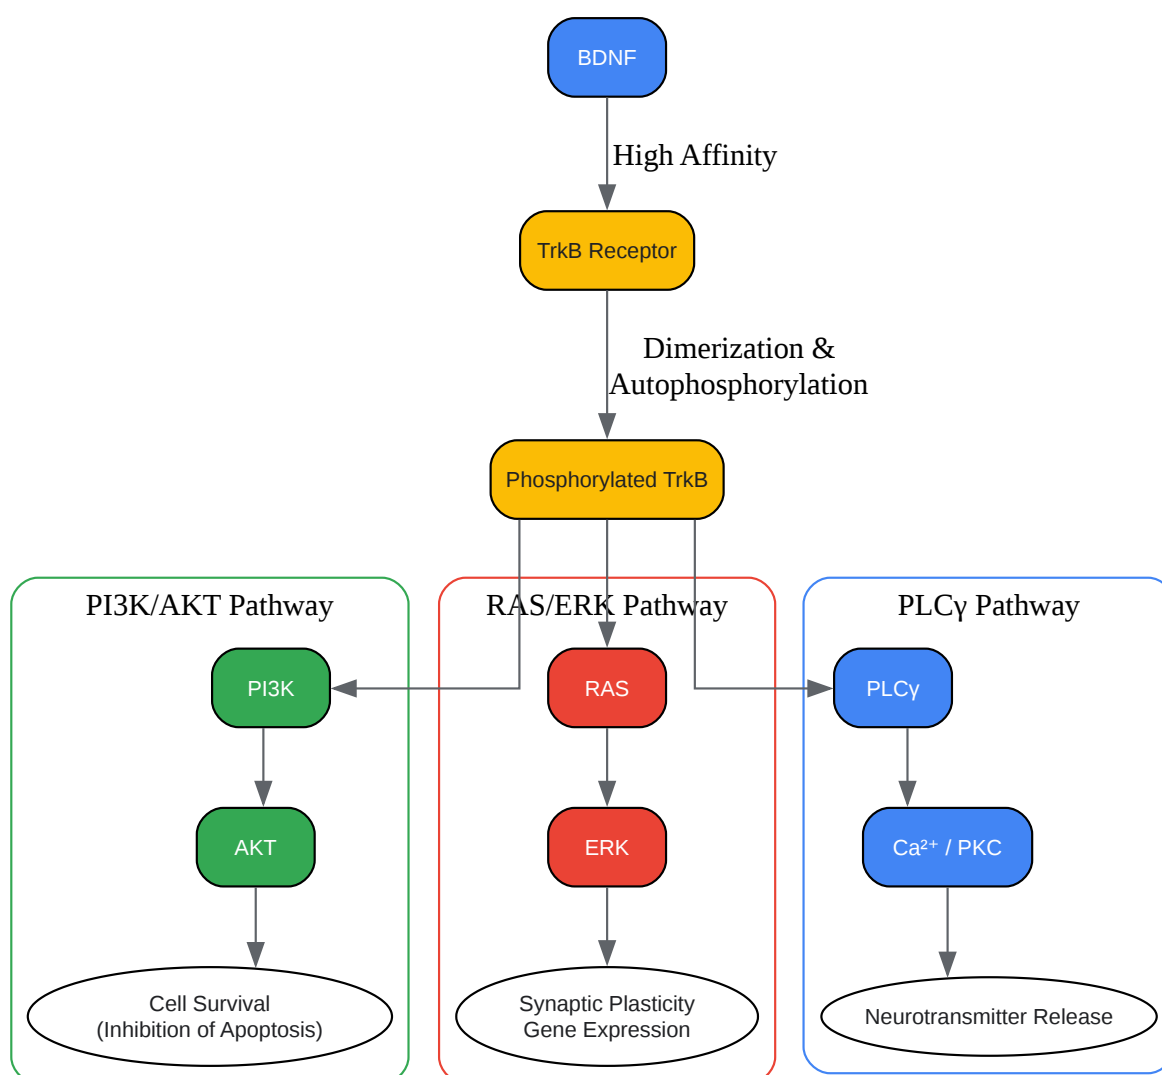 BDNF
High Affinity
TrkB Receptor
Dimerization &
Autophosphorylation
Phosphorylated TrkB
PI3K/AKT Pathway
RAS/ERK Pathway
PLCγ Pathway
PI3K
RAS
PLCγ
AKT
ERK
Ca²⁺ / PKC
Cell Survival
(Inhibition of Apoptosis)
Synaptic Plasticity
Gene Expression
Neurotransmitter Release